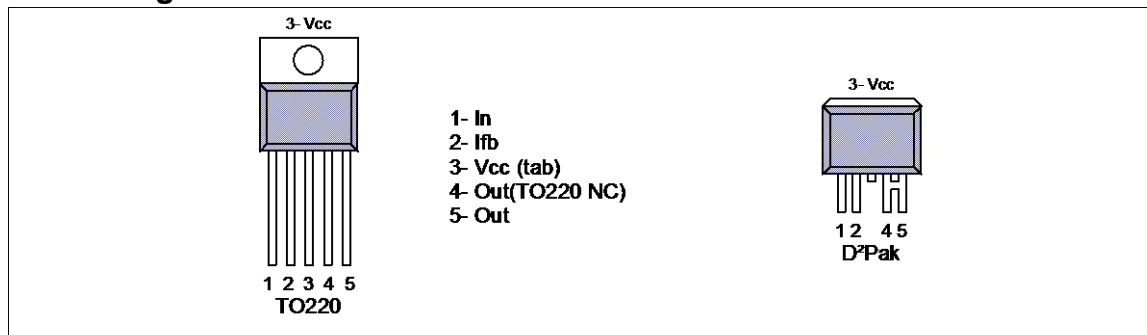 3- Vcc
1 2 3 4 5
TO220
1- In
2- Ifb
3- Vcc (tab)
4- Out(TO220 NC)
5- Out
3- Vcc
1 2 4 5
D²Pak